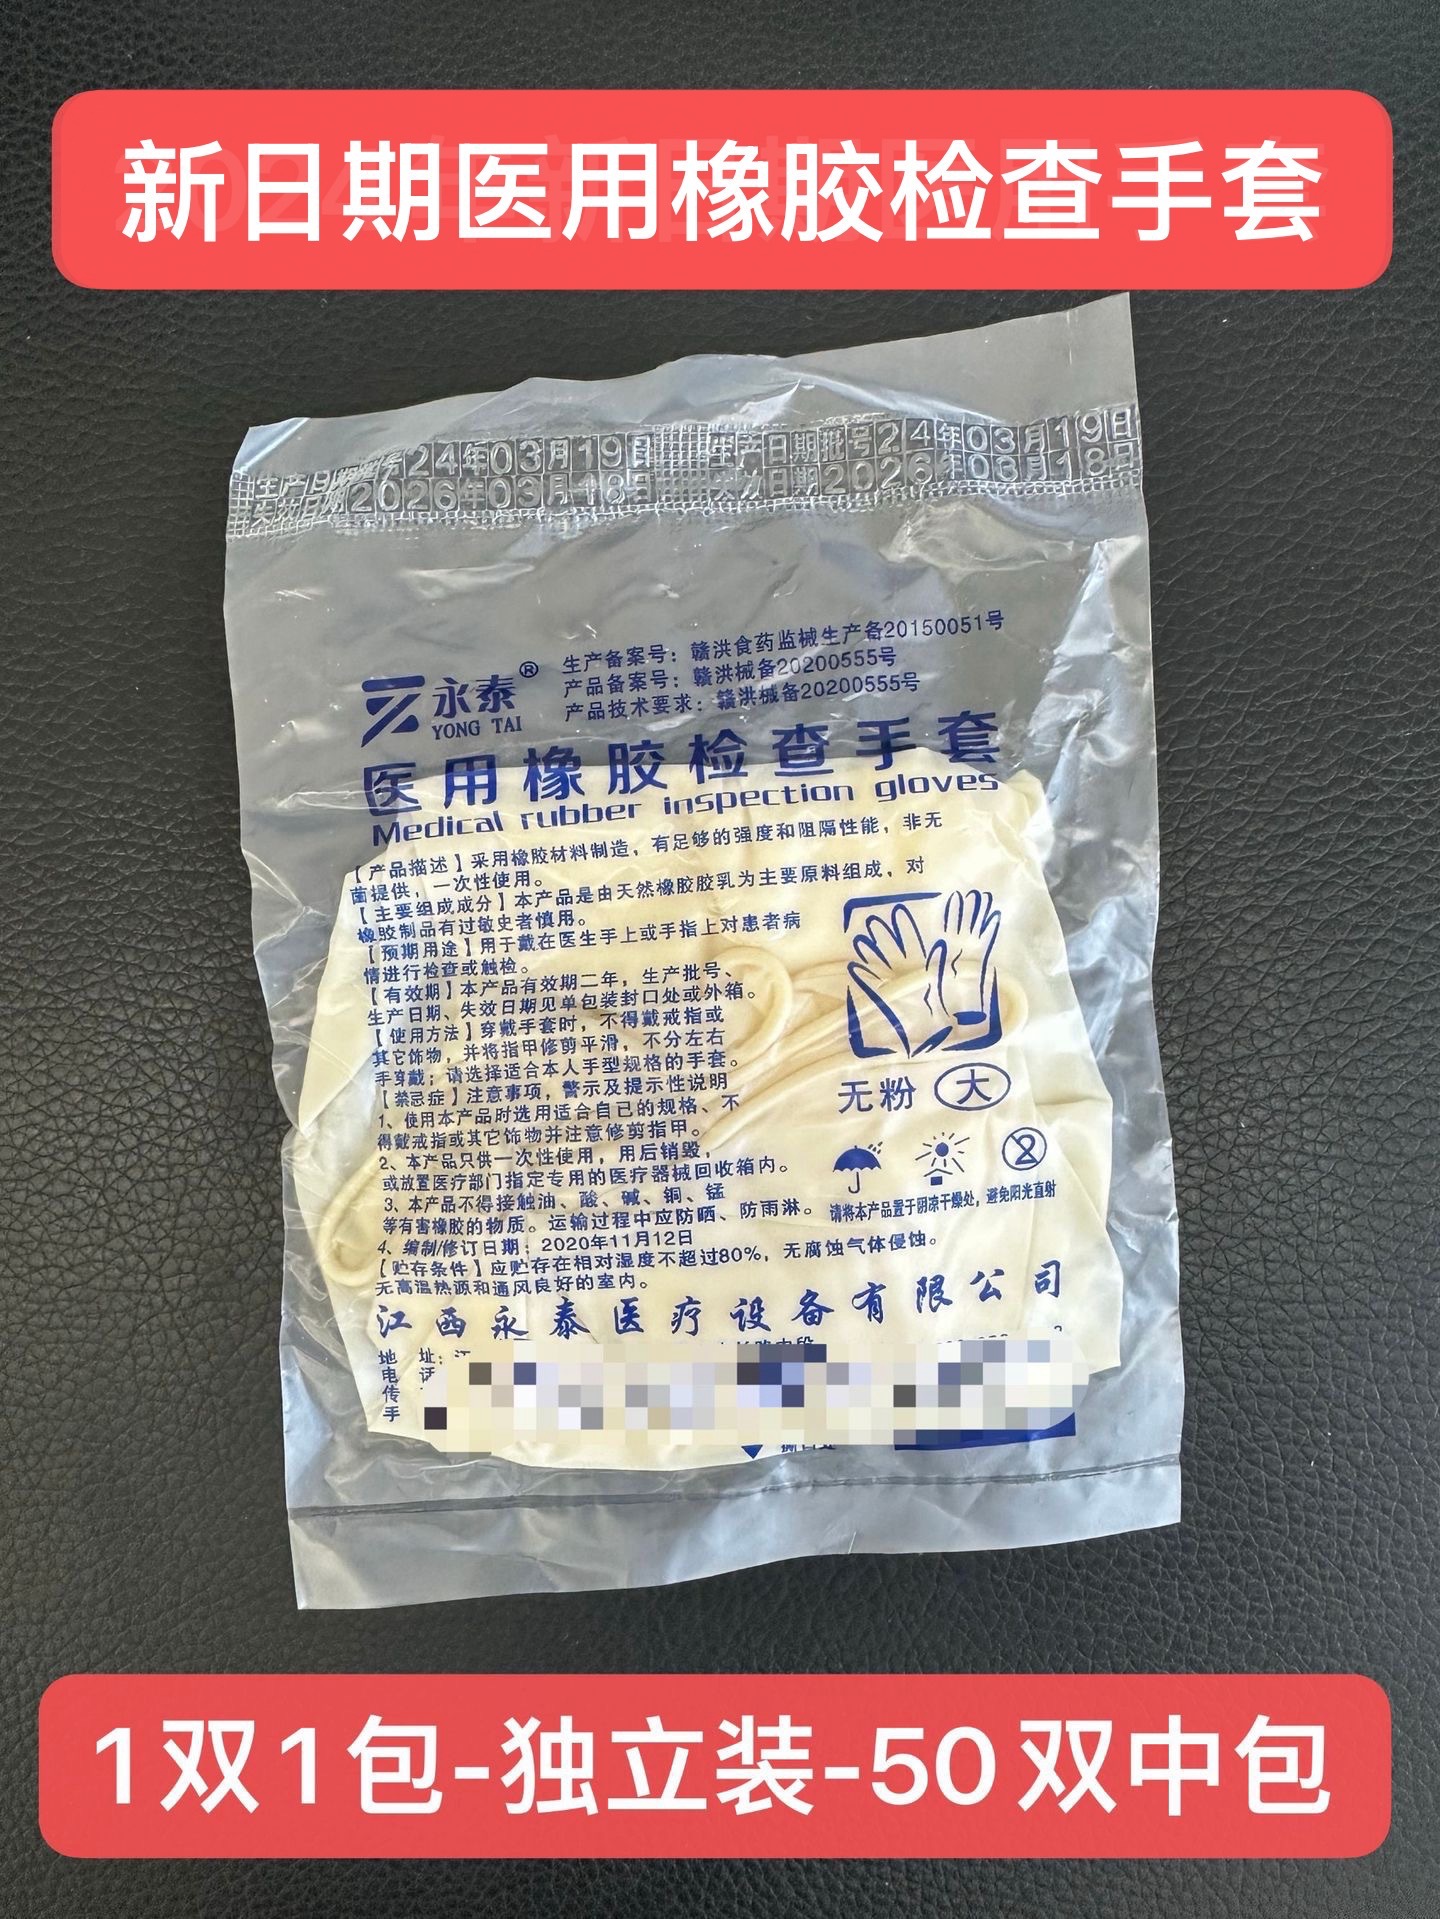 新日期医用橡胶检查手套
生产日期批号24年03月19日 生产日期批号24年03月19日
失效日期2026年03月18日 失效日期2026年03月18日
永泰®
YONG TAI
生产备案号：赣洪食药监械生产备20150051号
产品备案号：赣洪械备20200555号
产品技术要求：赣洪械备20200555号
医用橡胶检查手套
Medical rubber inspection gloves
【产品描述】采用橡胶材料制造，有足够的强度和阻隔性能，非无
菌提供，一次性使用。
【主要组成成分】本产品是由天然橡胶胶乳为主要原料组成，对
橡胶制品有过敏史者慎用。
【预期用途】用于戴在医生手上或手指上对患者病
情进行检查或触检。
【有效期】本产品有效期二年，生产批号、
生产日期、失效日期见单包装封口处或外箱。
【使用方法】穿戴手套时，不得戴戒指或
其它饰物，并将指甲修剪平滑，不分左右
手穿戴；请选择适合本人手型规格的手套。
【禁忌症】注意事项，警示及提示性说明
1、使用本产品时选用适合自已的规格、不
得戴戒指或其它饰物并注意修剪指甲。
2、本产品只供一次性使用，用后销毁，
或放置医疗部门指定专用的医疗器械回收箱内。
3、本产品不得接触油、酸、碱、铜、锰
等有害橡胶的物质。运输过程中应防晒、防雨淋。
4、编制/修订日期：2020年11月12日
【贮存条件】应贮存在相对湿度不超过80%，无腐蚀气体侵蚀。
无高温热源和通风良好的室内。
无粉 大
2
请将本产品置于阴凉干燥处，避免阳光直射
江西永泰医疗设备有限公司
地 址：江
电 话
传
手
1双1包-独立装-50双中包